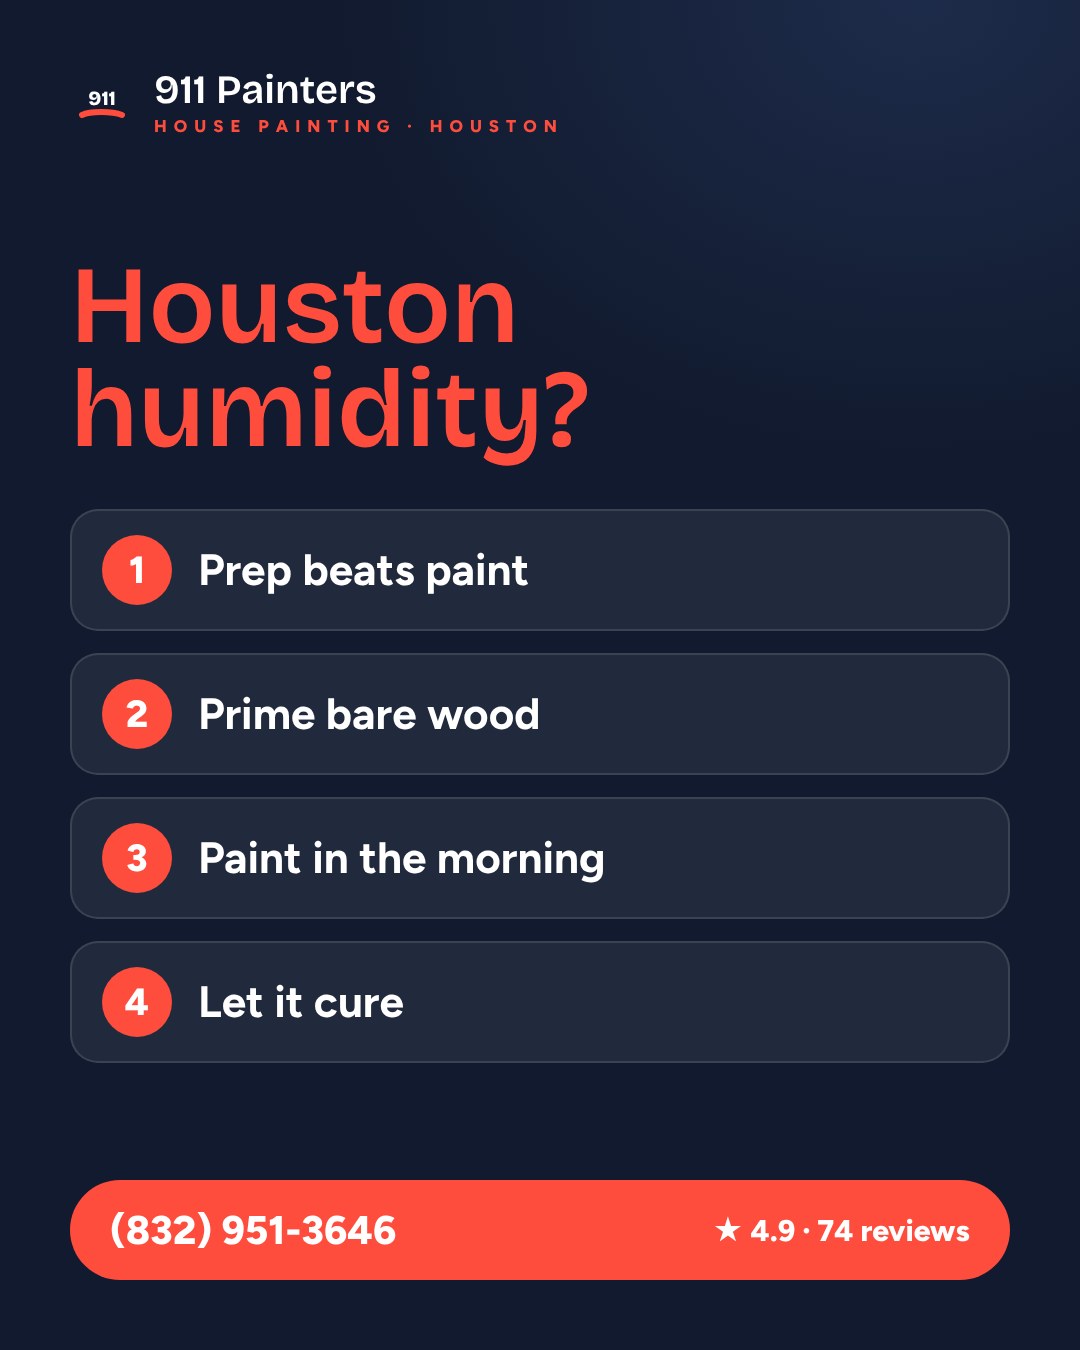 911
911 Painters
HOUSE PAINTING · HOUSTON
Houston
humidity?
1 Prep beats paint
2 Prime bare wood
3 Paint in the morning
4 Let it cure
(832) 951-3646 ★ 4.9 · 74 reviews